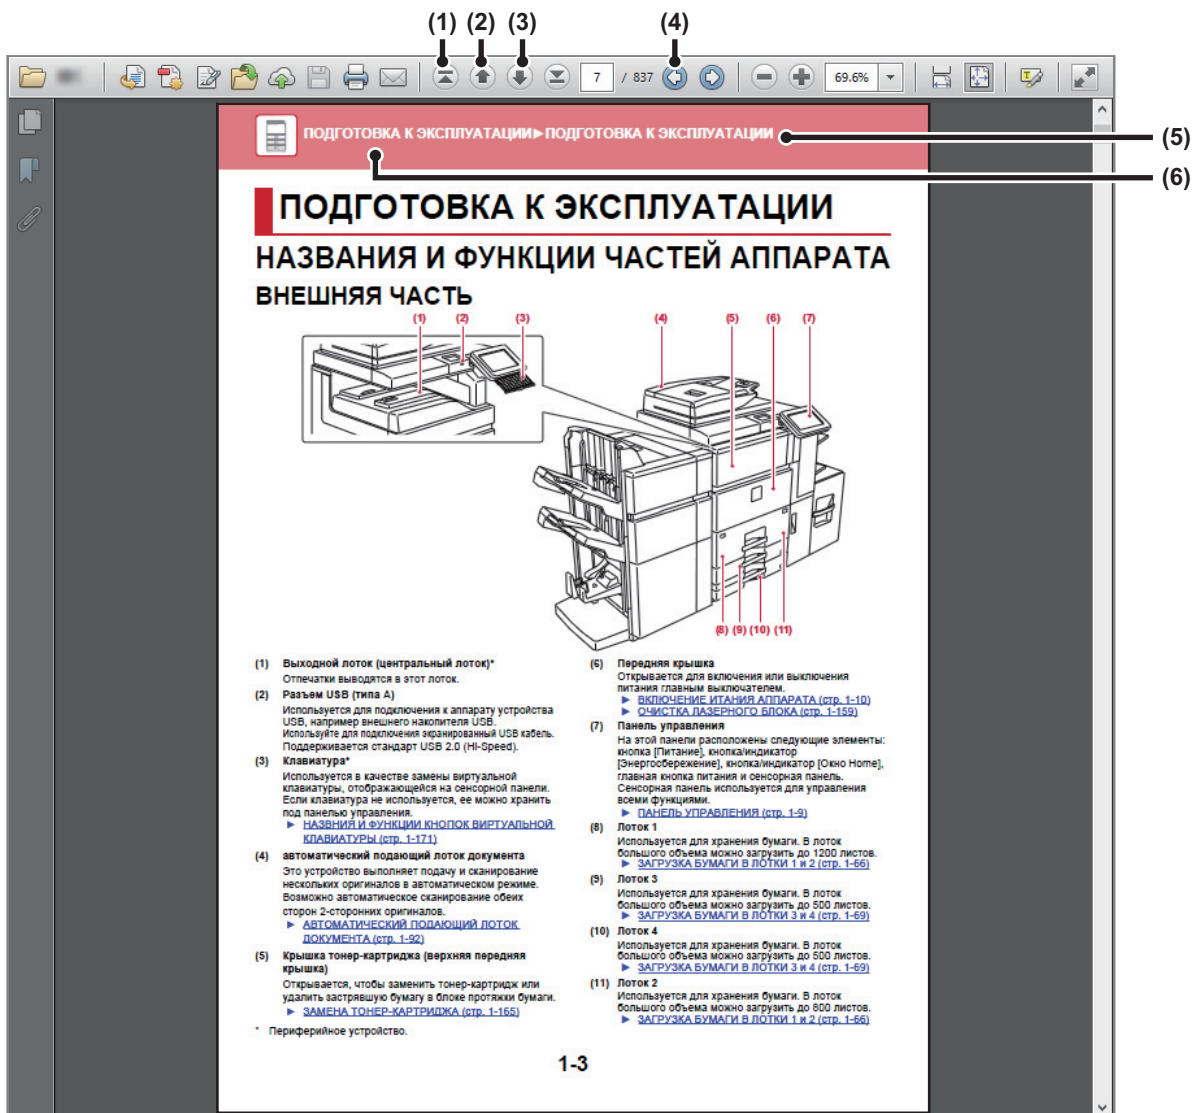 (1) (2) (3) (4)
7 / 837 69.6%
(5)
(6)
ПОДГОТОВКА К ЭКСПЛУАТАЦИИ►ПОДГОТОВКА К ЭКСПЛУАТАЦИИ
ПОДГОТОВКА К ЭКСПЛУАТАЦИИ
НАЗВАНИЯ И ФУНКЦИИ ЧАСТЕЙ АППАРАТА
ВНЕШНЯЯ ЧАСТЬ
(1) (2) (3) (4) (5) (6) (7)
(8) (9) (10) (11)
(1) Выходной лоток (центральный лоток)*
Отпечатки выводятся в этот лоток.
(2) Разъем USB (типа A)
Используется для подключения к аппарату устройства
USB, например внешнего накопителя USB.
Используйте для подключения экранированный USB кабель.
Поддерживается стандарт USB 2.0 (Hi-Speed).
(3) Клавиатура*
Используется в качестве замены виртуальной
клавиатуры, отображающейся на сенсорной панели.
Если клавиатура не используется, ее можно хранить
под панелью управления.
► НАЗВНИЯ И ФУНКЦИИ КНОПОК ВИРТУАЛЬНОЙ
КЛАВИАТУРЫ (стр. 1-171)
(4) автоматический подающий лоток документа
Это устройство выполняет подачу и сканирование
нескольких оригиналов в автоматическом режиме.
Возможно автоматическое сканирование обеих
сторон 2-сторонних оригиналов.
► АВТОМАТИЧЕСКИЙ ПОДАЮЩИЙ ЛОТОК
ДОКУМЕНТА (стр. 1-92)
(5) Крышка тонер-картриджа (верхняя передняя
крышка)
Открывается, чтобы заменить тонер-картридж или
удалить застрявшую бумагу в блоке протяжки бумаги.
► ЗАМЕНА ТОНЕР-КАРТРИДЖА (стр. 1-165)
* Периферийное устройство.
(6) Передняя крышка
Открывается для включения или выключения
питания главным выключателем.
► ВКЛЮЧЕНИЕ ИТАНИЯ АППАРАТА (стр. 1-10)
► ОЧИСТКА ЛАЗЕРНОГО БЛОКА (стр. 1-159)
(7) Панель управления
На этой панели расположены следующие элементы:
кнопка [Питание], кнопка/индикатор
[Энергосбережение], кнопка/индикатор [Окно Home],
главная кнопка питания и сенсорная панель.
Сенсорная панель используется для управления
всеми функциями.
► ПАНЕЛЬ УПРАВЛЕНИЯ (стр. 1-9)
(8) Лоток 1
Используется для хранения бумаги. В лоток
большого объема можно загрузить до 1200 листов.
► ЗАГРУЗКА БУМАГИ В ЛОТКИ 1 и 2 (стр. 1-66)
(9) Лоток 3
Используется для хранения бумаги. В лоток
большого объема можно загрузить до 500 листов.
► ЗАГРУЗКА БУМАГИ В ЛОТКИ 3 и 4 (стр. 1-69)
(10) Лоток 4
Используется для хранения бумаги. В лоток
большого объема можно загрузить до 500 листов.
► ЗАГРУЗКА БУМАГИ В ЛОТКИ 3 и 4 (стр. 1-69)
(11) Лоток 2
Используется для хранения бумаги. В лоток
большого объема можно загрузить до 800 листов.
► ЗАГРУЗКА БУМАГИ В ЛОТКИ 1 и 2 (стр. 1-66)
1-3